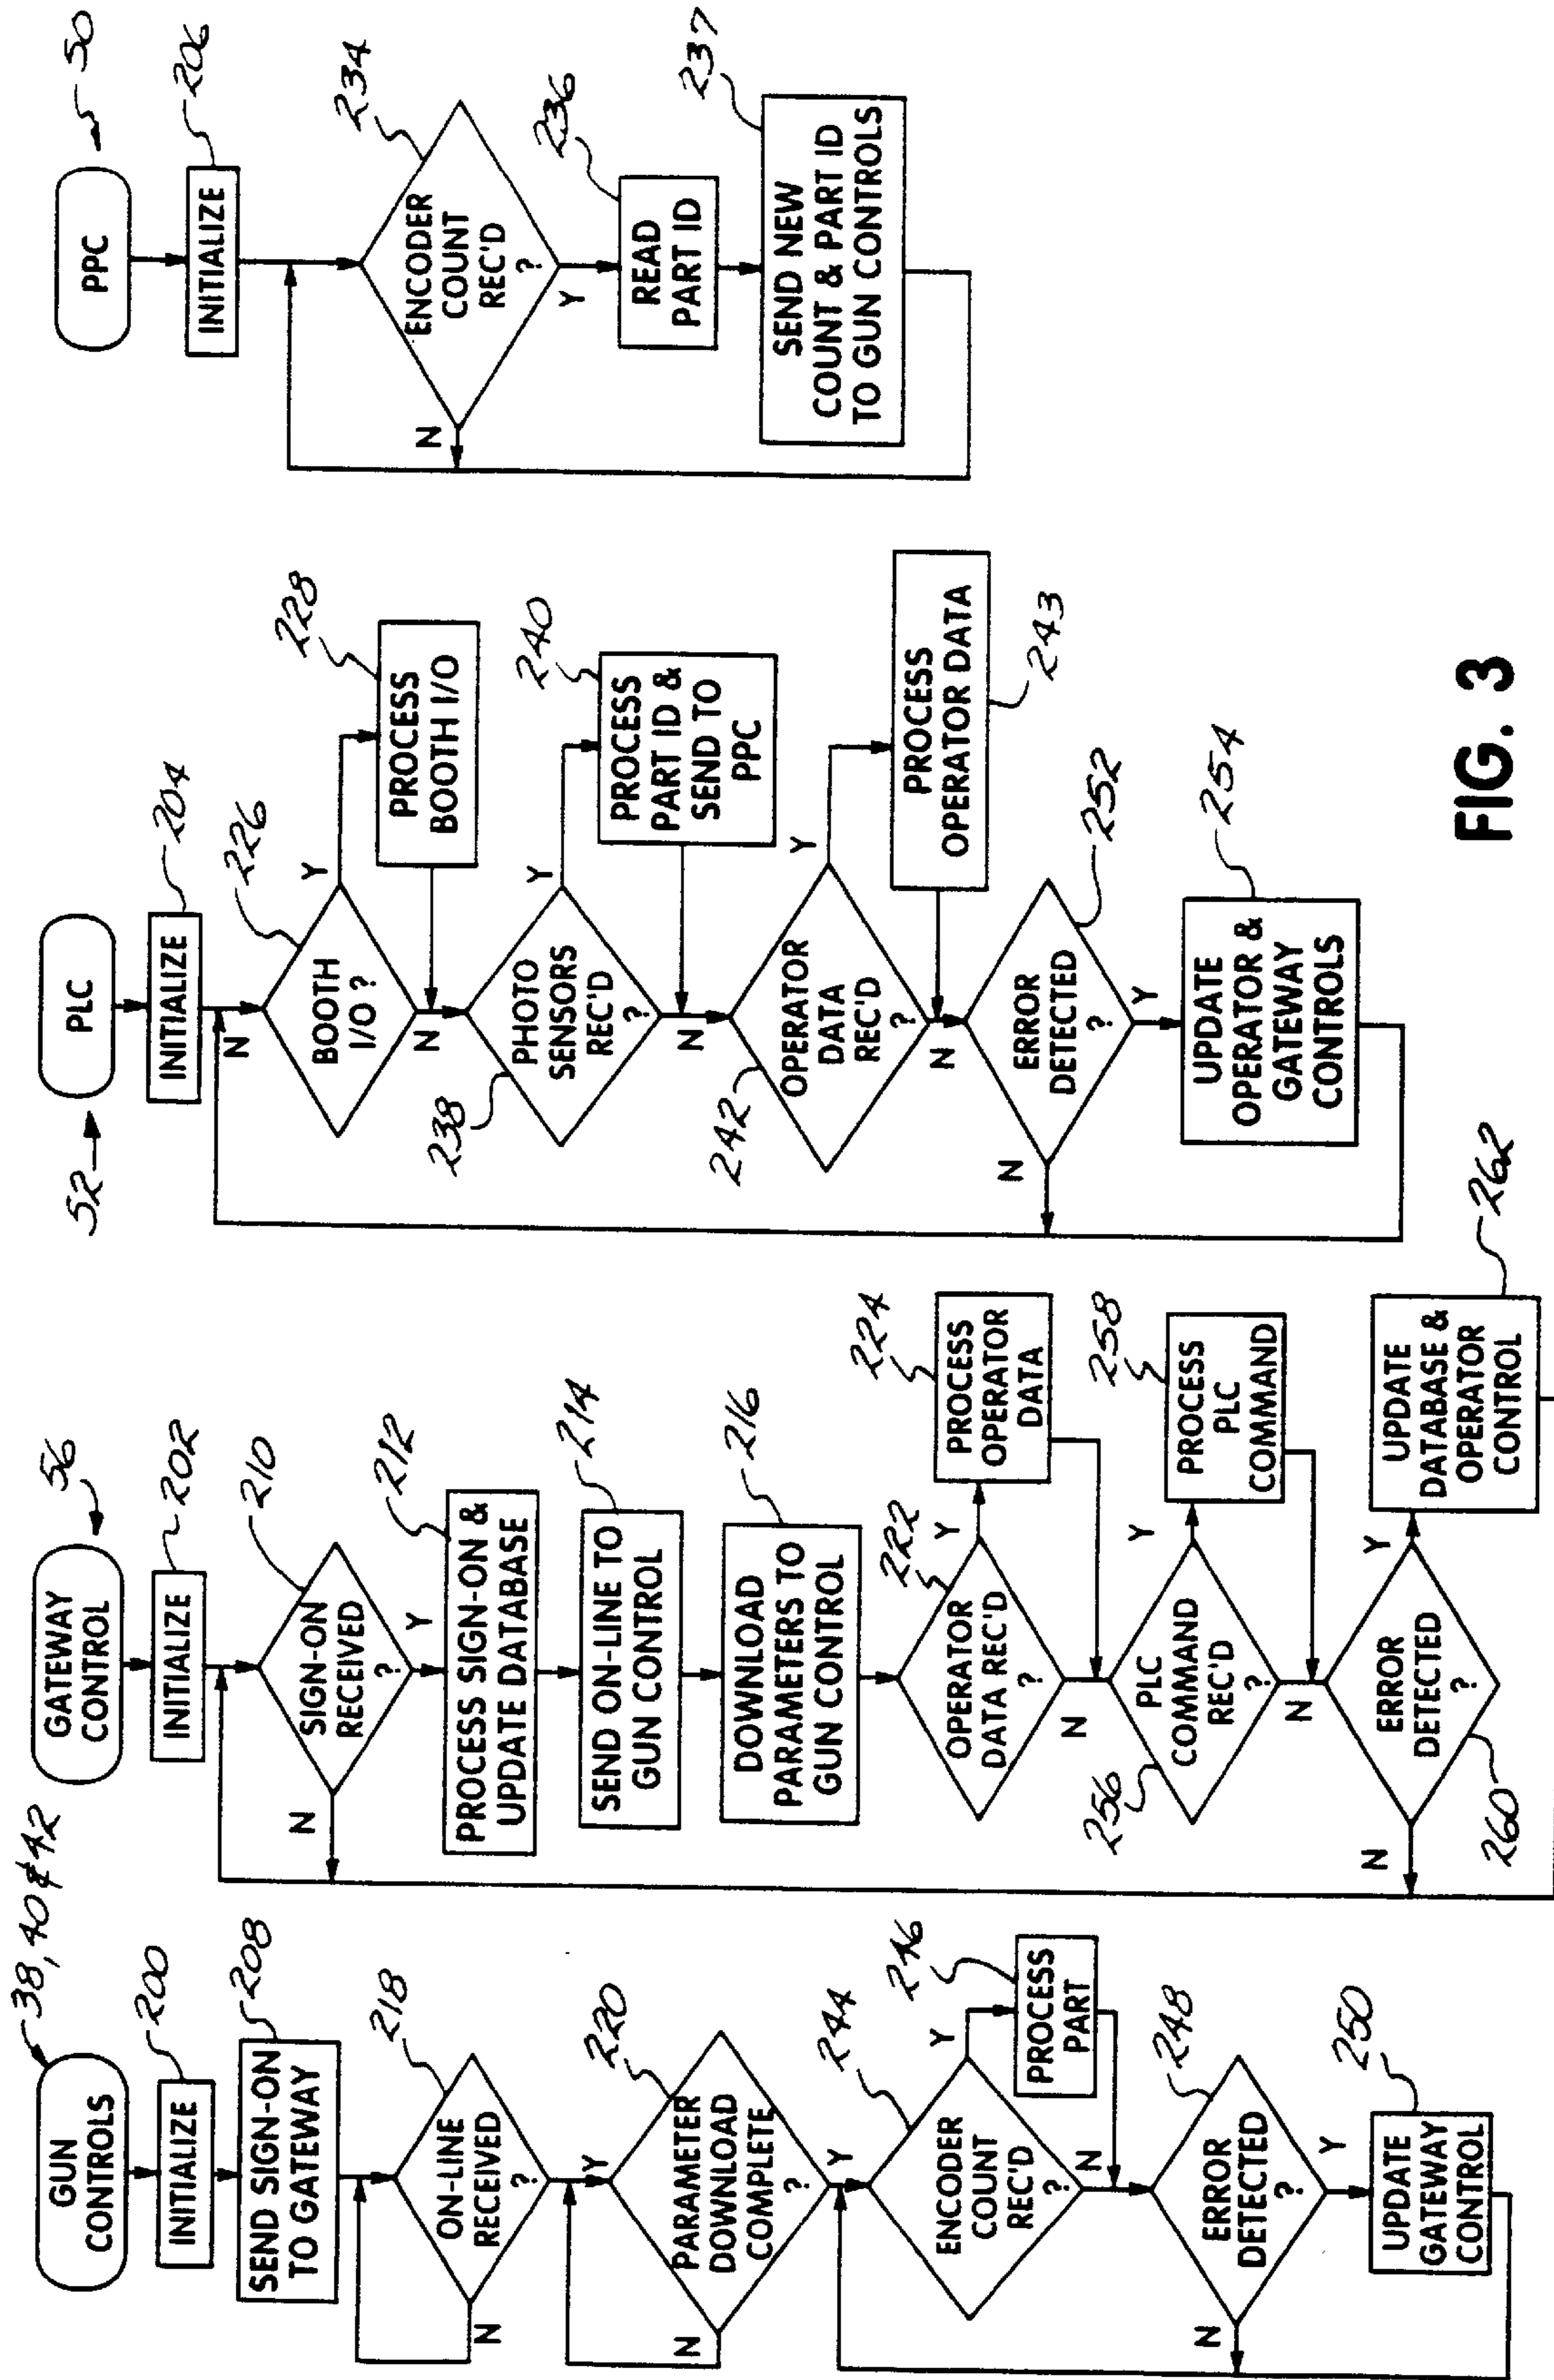 38, 40 & 42
GUN
CONTROLS
200
INITIALIZE
208
SEND SIGN-ON
TO GATEWAY
218
ON-LINE
RECEIVED
?
N
Y
220
PARAMETER
DOWNLOAD
COMPLETE
?
N
Y
244
ENCODER
COUNT
REC'D
?
Y
N
246
PROCESS
PART
248
ERROR
DETECTED
?
N
Y
250
UPDATE
GATEWAY
CONTROL
56
GATEWAY
CONTROL
202
INITIALIZE
210
SIGN-ON
RECEIVED
?
N
Y
212
PROCESS SIGN-ON &
UPDATE DATABASE
214
SEND ON-LINE TO
GUN CONTROL
216
DOWNLOAD
PARAMETERS TO
GUN CONTROL
222
OPERATOR
DATA REC'D
?
Y
N
224
PROCESS
OPERATOR
DATA
256
PLC
COMMAND
REC'D
?
Y
N
258
PROCESS
PLC
COMMAND
260
ERROR
DETECTED
?
N
Y
262
UPDATE
DATABASE &
OPERATOR
CONTROL
52
PLC
204
INITIALIZE
N
226
BOOTH
I/O ?
Y
N
228
PROCESS
BOOTH I/O
238
PHOTO
SENSORS
REC'D
?
Y
N
240
PROCESS
PART ID &
SEND TO
PPC
242
OPERATOR
DATA
REC'D
?
Y
N
243
PROCESS
OPERATOR DATA
252
ERROR
DETECTED
?
N
Y
254
UPDATE
OPERATOR &
GATEWAY
CONTROLS
50
PPC
206
INITIALIZE
234
ENCODER
COUNT
REC'D
?
N
Y
236
READ
PART ID
237
SEND NEW
COUNT & PART ID
TO GUN CONTROLS
FIG. 3